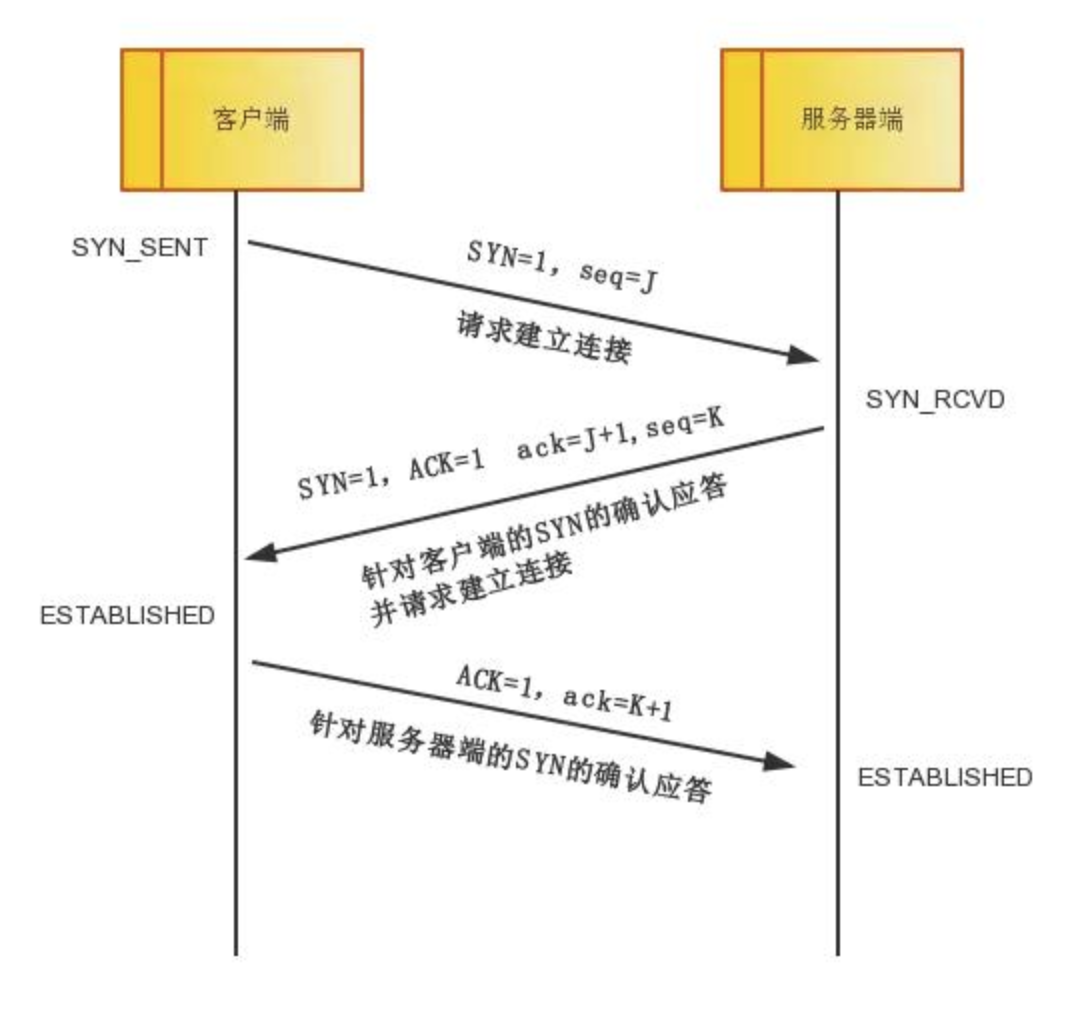 客户端
服务器端
SYN_SENT
SYN=1, seq=J
请求建立连接
SYN_RCVD
SYN=1, ACK=1 ack=J+1,seq=K
针对客户端的SYN的确认应答
并请求建立连接
ESTABLISHED
ACK=1, ack=K+1
针对服务器端的SYN的确认应答
ESTABLISHED